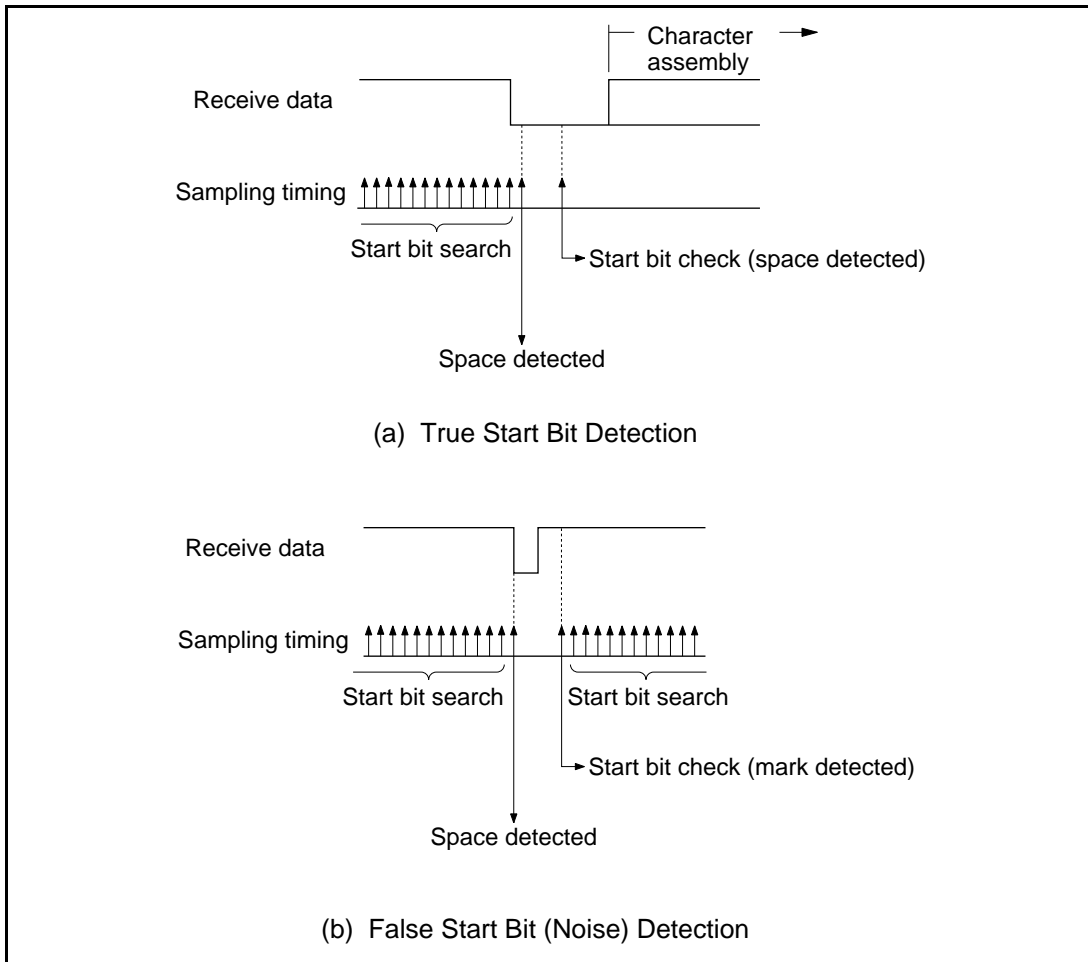 Character
assembly
Receive data
Sampling timing
Start bit search
Start bit check (space detected)
Space detected
(a) True Start Bit Detection
Receive data
Sampling timing
Start bit search
Start bit search
Start bit check (mark detected)
Space detected
(b) False Start Bit (Noise) Detection